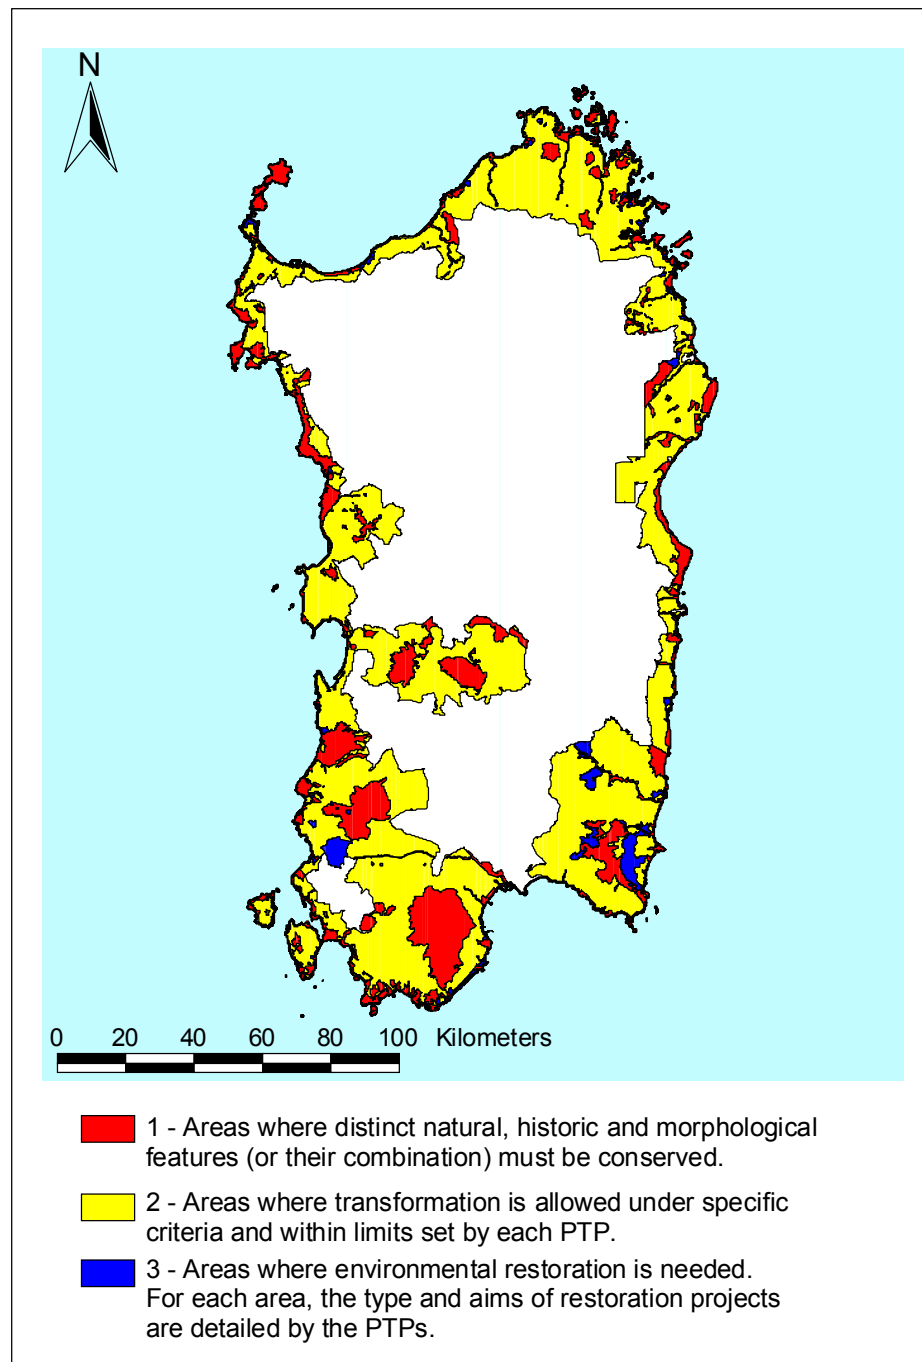 N
0 20 40 60 80 100 Kilometers
1 - Areas where distinct natural, historic and morphological
features (or their combination) must be conserved.
2 - Areas where transformation is allowed under specific
criteria and within limits set by each PTP.
3 - Areas where environmental restoration is needed.
For each area, the type and aims of restoration projects
are detailed by the PTPs.